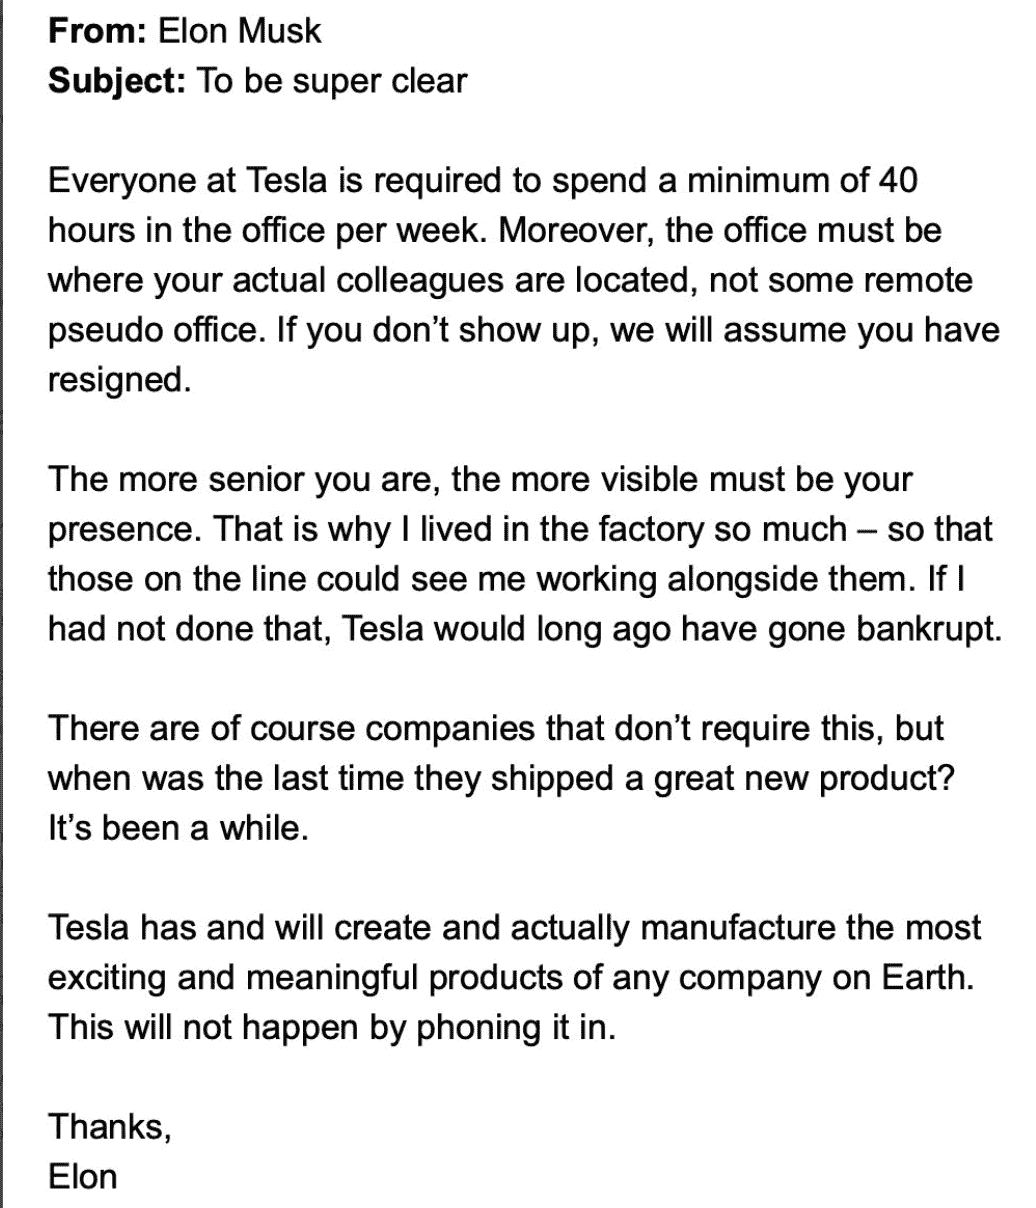 From: Elon Musk
Subject: To be super clear
Everyone at Tesla is required to spend a minimum of 40
hours in the office per week. Moreover, the office must be
where your actual colleagues are located, not some remote
pseudo office. If you don’t show up, we will assume you have
resigned.
The more senior you are, the more visible must be your
presence. That is why I lived in the factory so much – so that
those on the line could see me working alongside them. If I
had not done that, Tesla would long ago have gone bankrupt.
There are of course companies that don’t require this, but
when was the last time they shipped a great new product?
It’s been a while.
Tesla has and will create and actually manufacture the most
exciting and meaningful products of any company on Earth.
This will not happen by phoning it in.
Thanks,
Elon